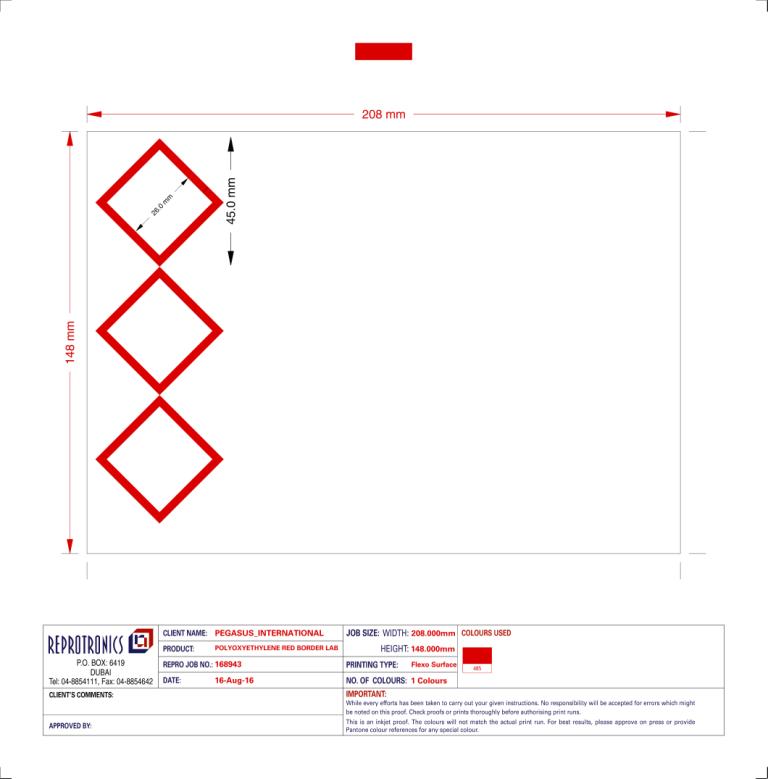 208 mm
26.0 mm
45.0 mm
148 mm
REPROTRONICS
P.O. BOX: 6419
DUBAI
Tel: 04-8854111, Fax: 04-8854642
CLIENT NAME: PEGASUS_INTERNATIONAL
PRODUCT: POLYOXYETHYLENE RED BORDER LAB
REPRO JOB NO.: 168943
DATE: 16-Aug-16
JOB SIZE: WIDTH: 208.000mm
HEIGHT: 148.000mm
PRINTING TYPE: Flexo Surface
NO. OF COLOURS: 1 Colours
COLOURS USED
485
CLIENT'S COMMENTS:
APPROVED BY:
IMPORTANT:
While every efforts has been taken to carry out your given instructions. No responsibility will be accepted for errors which might
be noted on this proof. Check proofs or prints thoroughly before authorising print runs.
This is an inkjet proof. The colours will not match the actual print run. For best results, please approve on press or provide
Pantone colour references for any special colour.